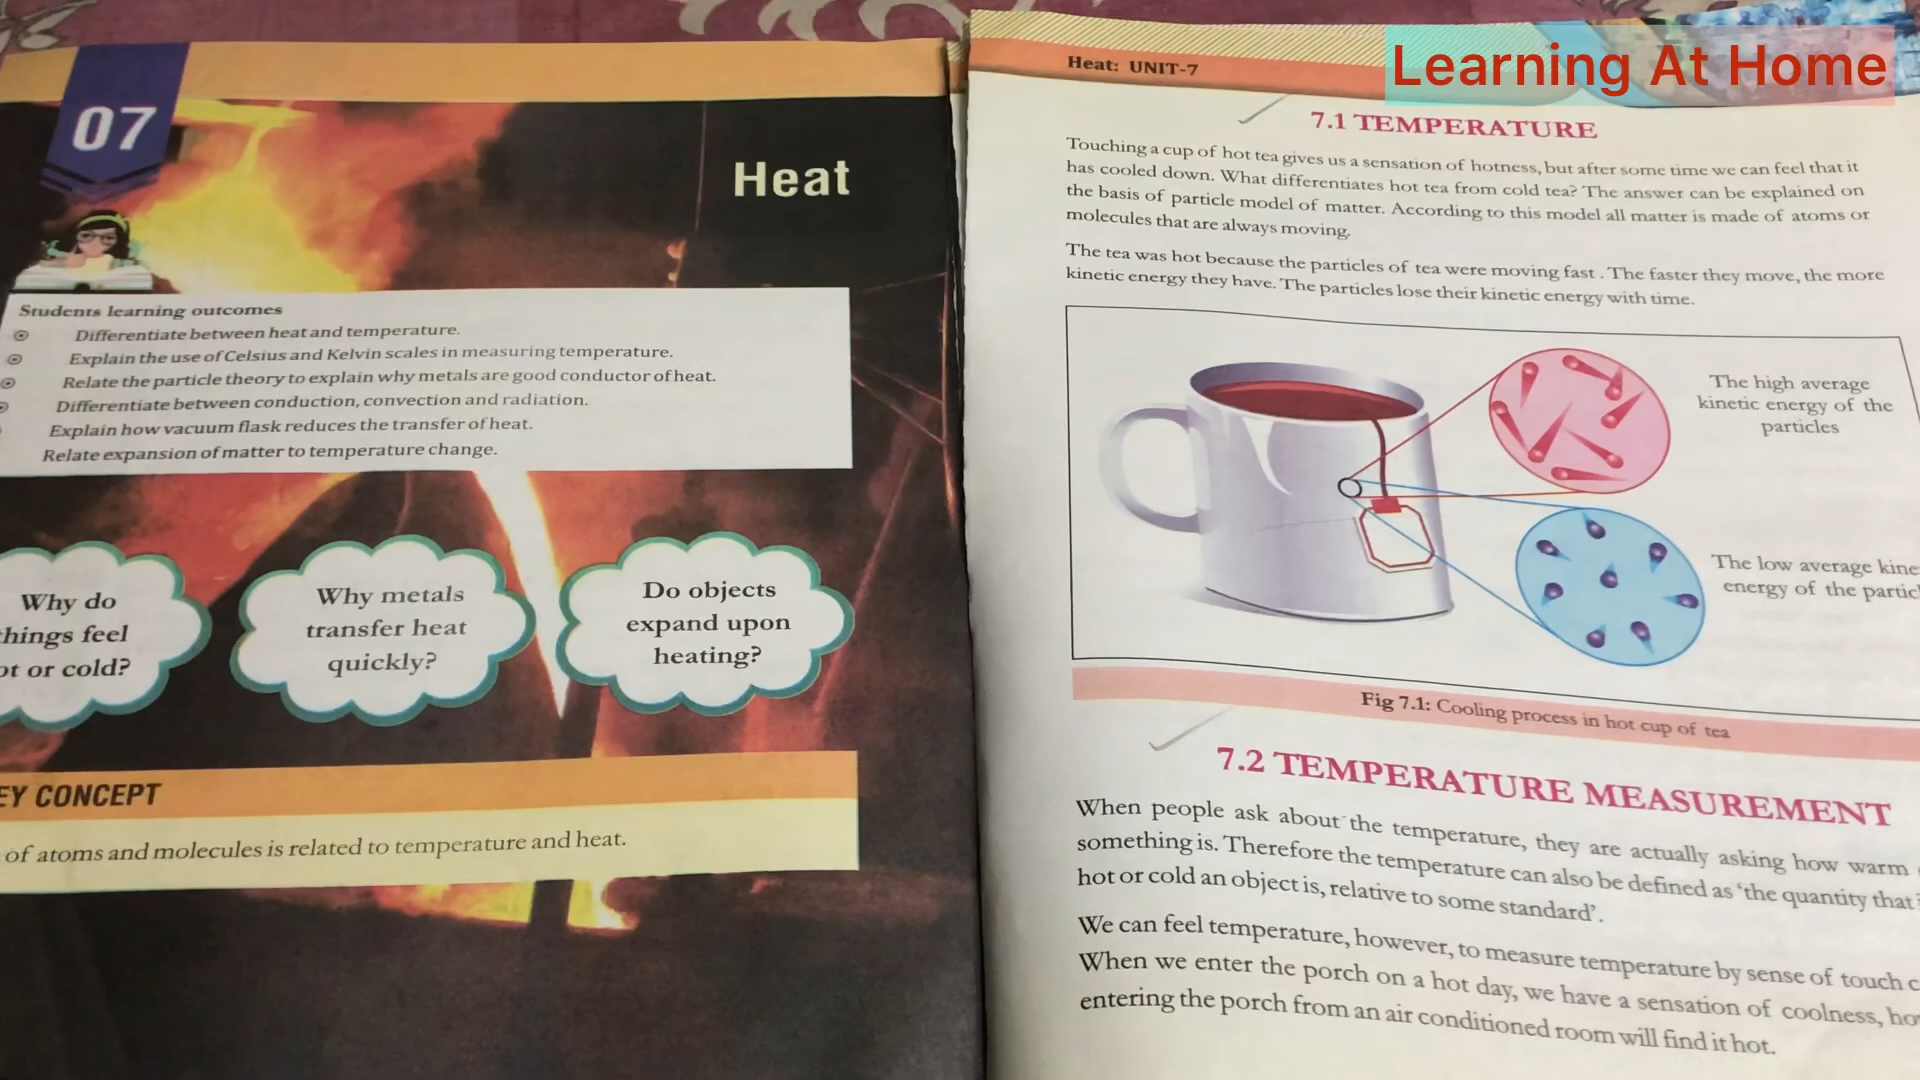 07
Heat
Students learning outcomes
Differentiate between heat and temperature.
Explain the use of Celsius and Kelvin scales in measuring temperature.
Relate the particle theory to explain why metals are good conductor of heat.
Differentiate between conduction, convection and radiation.
Explain how vacuum flask reduces the transfer of heat.
Relate expansion of matter to temperature change.
Why do
things feel
or cold?
Why metals
transfer heat
quickly?
Do objects
expand upon
heating?
CONCEPT
of atoms and molecules is related to temperature and heat.
Learning At Home
Heat: UNIT-7
7.1 TEMPERATURE
Touching a cup of hot tea gives us a sensation of hotness, but after some time we can feel that it
has cooled down. What differentiates hot tea from cold tea? The answer can be explained on
the basis of particle model of matter. According to this model all matter is made of atoms or
molecules that are always moving.
The tea was hot because the particles of tea were moving fast . The faster they move, the more
kinetic energy they have. The particles lose their kinetic energy with time.
The high average
kinetic energy of the
particles
The low average
energy of the
Fig 7.1: Cooling process in hot cup of tea
7.2 TEMPERATURE MEASUREMENT
When people ask about the temperature, they are actually asking how warm
something is. Therefore the temperature can also be defined as 'the quantity that
hot or cold an object is, relative to some standard'.
We can feel temperature, however, to measure temperature by sense of touch
When we enter the porch on a hot day, we have a sensation of coolness,
entering the porch from an air conditioned room will find it hot.